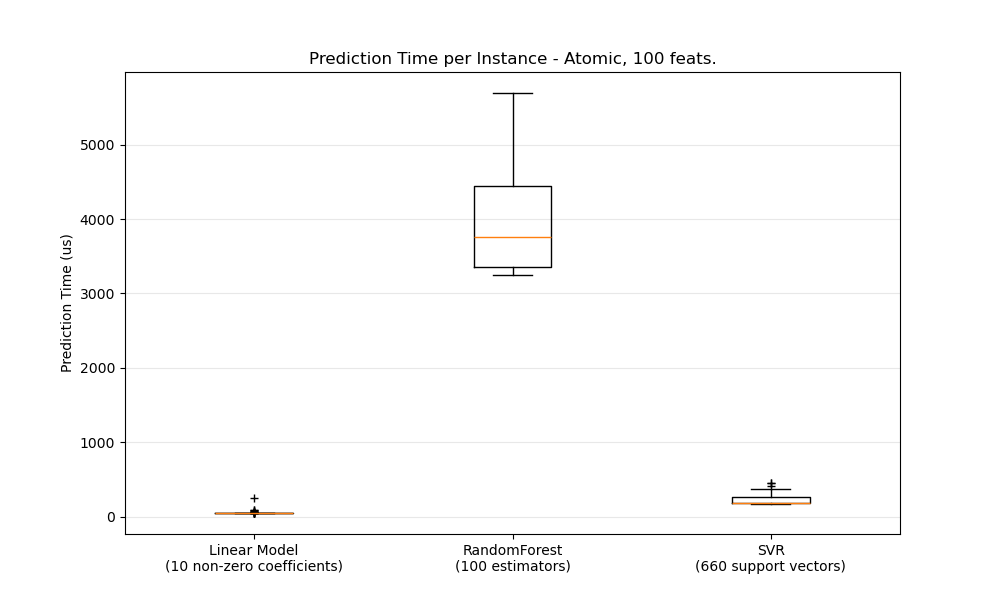 Prediction Time per Instance - Atomic, 100 feats.
Prediction Time (us)
5000
4000
3000
2000
1000
0
Linear Model
(10 non-zero coefficients)
RandomForest
(100 estimators)
SVR
(660 support vectors)